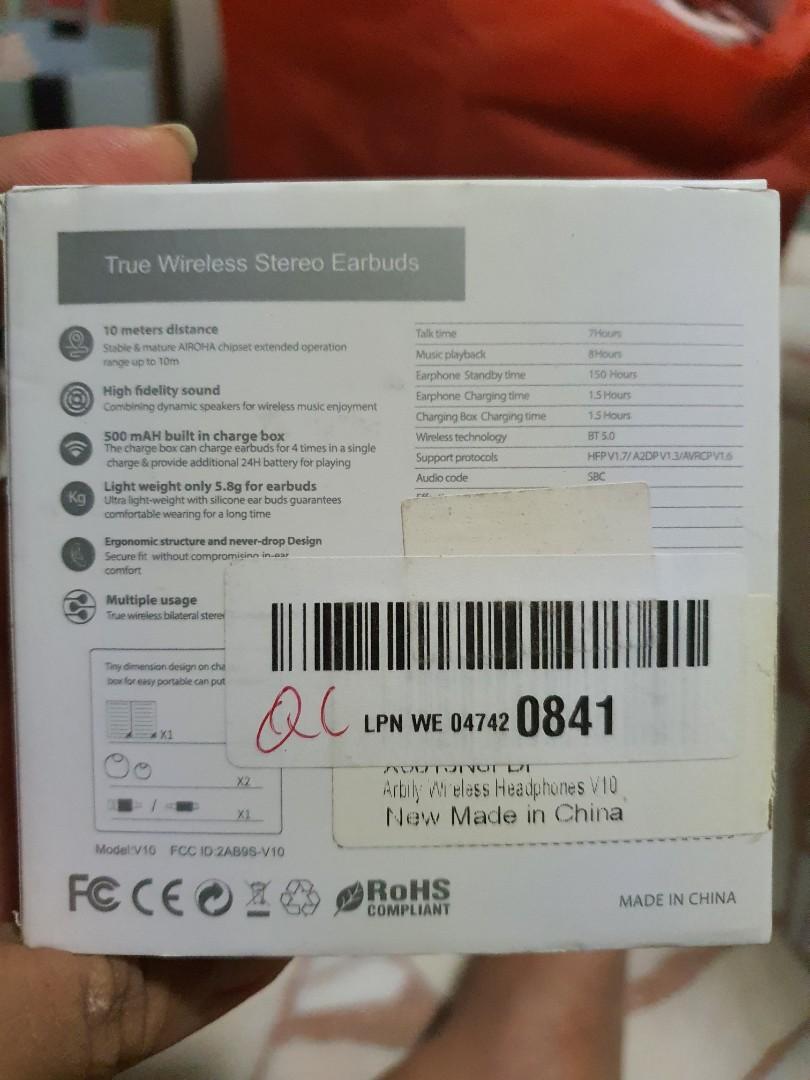 True Wireless Stereo Earbuds
10 meters distance
Stable & mature AIROHA chipset extended operation
range up to 10m
High fidelity sound
Combining dynamic speakers for wireless music enjoyment
500 mAH built in charge box
The charge box can charge earbuds for 4 times in a single
charge & provide additional 24H battery for playing
Kg
Light weight only 5.8g for earbuds
Ultra light-weight with silicone ear buds guarantees
comfortable wearing for a long time
Ergonomic structure and never-drop Design
Secure fit without compromising in-ear
comfort
Multiple usage
True wireless bilateral
Talk time 7Hours
Music playback 8Hours
Earphone Standby time 150 Hours
Earphone Charging time 1.5 Hours
Charging Box Charging time 1.5 Hours
Wireless technology BT 5.0
Support protocols HFP V1.7/ A2DP V1.3/AVRCP V1.6
Audio code SBC
Tiny dimension design on
box for easy portable can put
X1
X2
/ X1
QC LPN WE 04742 0841
Arbily Wireless Headphones V10
New Made in China
Model:V10 FCC ID:2AB9S-V10
FC CE RoHS
COMPLIANT
MADE IN CHINA